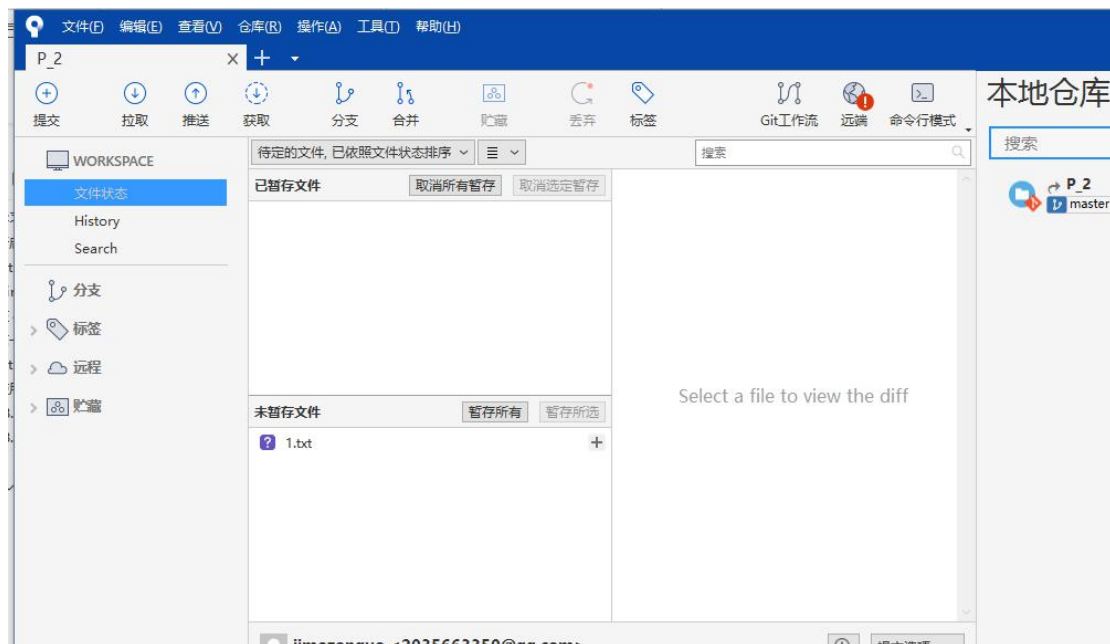 文件(F) 编辑(E) 查看(V) 仓库(R) 操作(A) 工具(T) 帮助(H)
P_2
提交 拉取 推送 获取 分支 合并 贮藏 丢弃 标签 Git工作流 远端 命令行模式
本地仓库
WORKSPACE
文件状态
History
Search
分支
标签
远程
贮藏
待定的文件, 已依照文件状态排序
搜索
已暂存文件 取消所有暂存 取消选定暂存
未暂存文件 暂存所有 暂存所选
1.txt
Select a file to view the diff
搜索
P_2
master